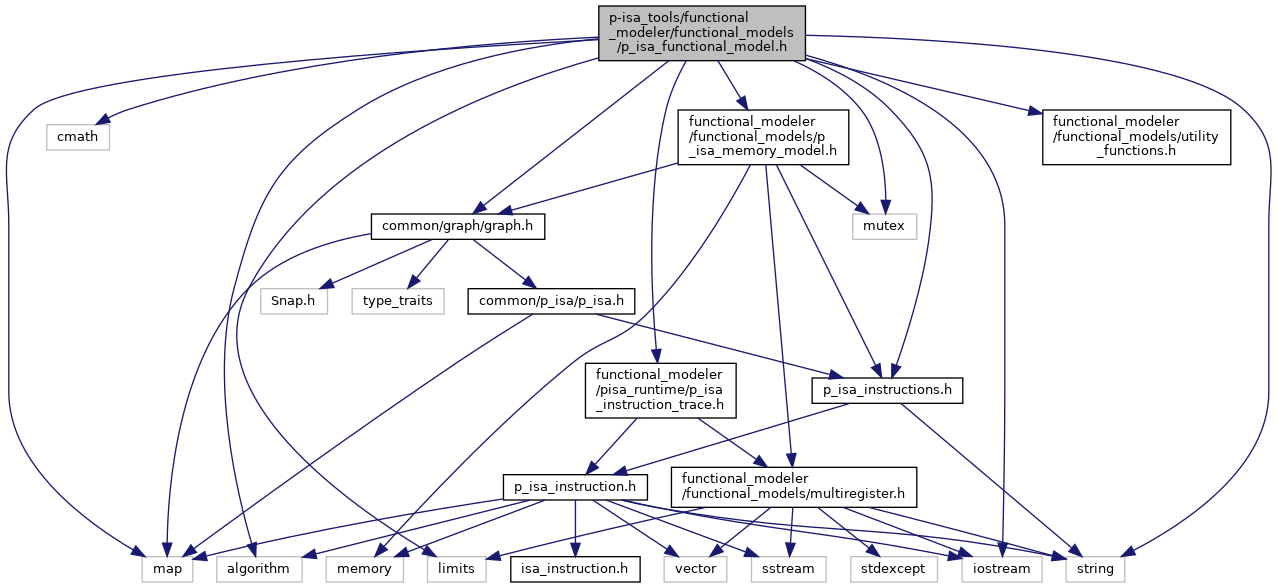 p-isa_tools/functional
_modeler/functional_models
/p_isa_functional_model.h
cmath
functional_modeler
/functional_models/p
_isa_memory_model.h
functional_modeler
/functional_models/utility
_functions.h
common/graph/graph.h
mutex
Snap.h
type_traits
common/p_isa/p_isa.h
functional_modeler
/pisa_runtime/p_isa
_instruction_trace.h
p_isa_instructions.h
p_isa_instruction.h
functional_modeler
/functional_models/multiregister.h
map
algorithm
memory
limits
isa_instruction.h
vector
sstream
stdexcept
iostream
string